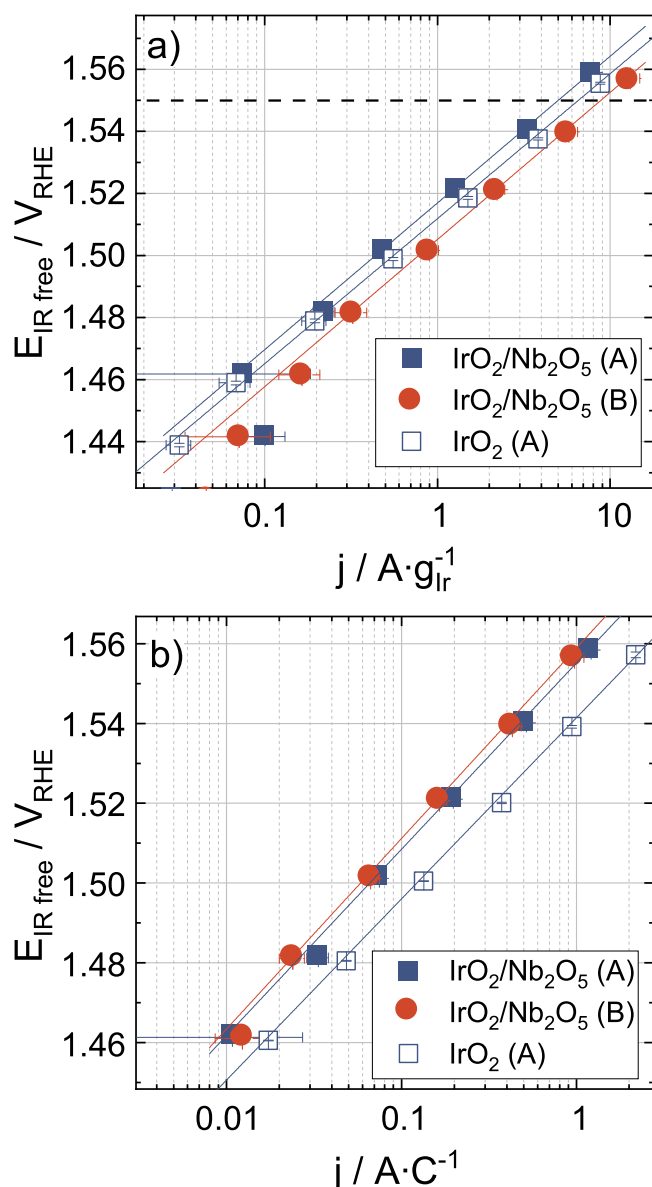 a)
1.56
1.54
1.52
1.50
1.48
1.46
1.44
E_IR free / V_RHE
IrO₂/Nb₂O₅ (A)
IrO₂/Nb₂O₅ (B)
IrO₂ (A)
0.1 1 10
j / A·g_Ir⁻¹
b)
1.56
1.54
1.52
1.50
1.48
1.46
E_IR free / V_RHE
IrO₂/Nb₂O₅ (A)
IrO₂/Nb₂O₅ (B)
IrO₂ (A)
0.01 0.1 1
j / A·C⁻¹